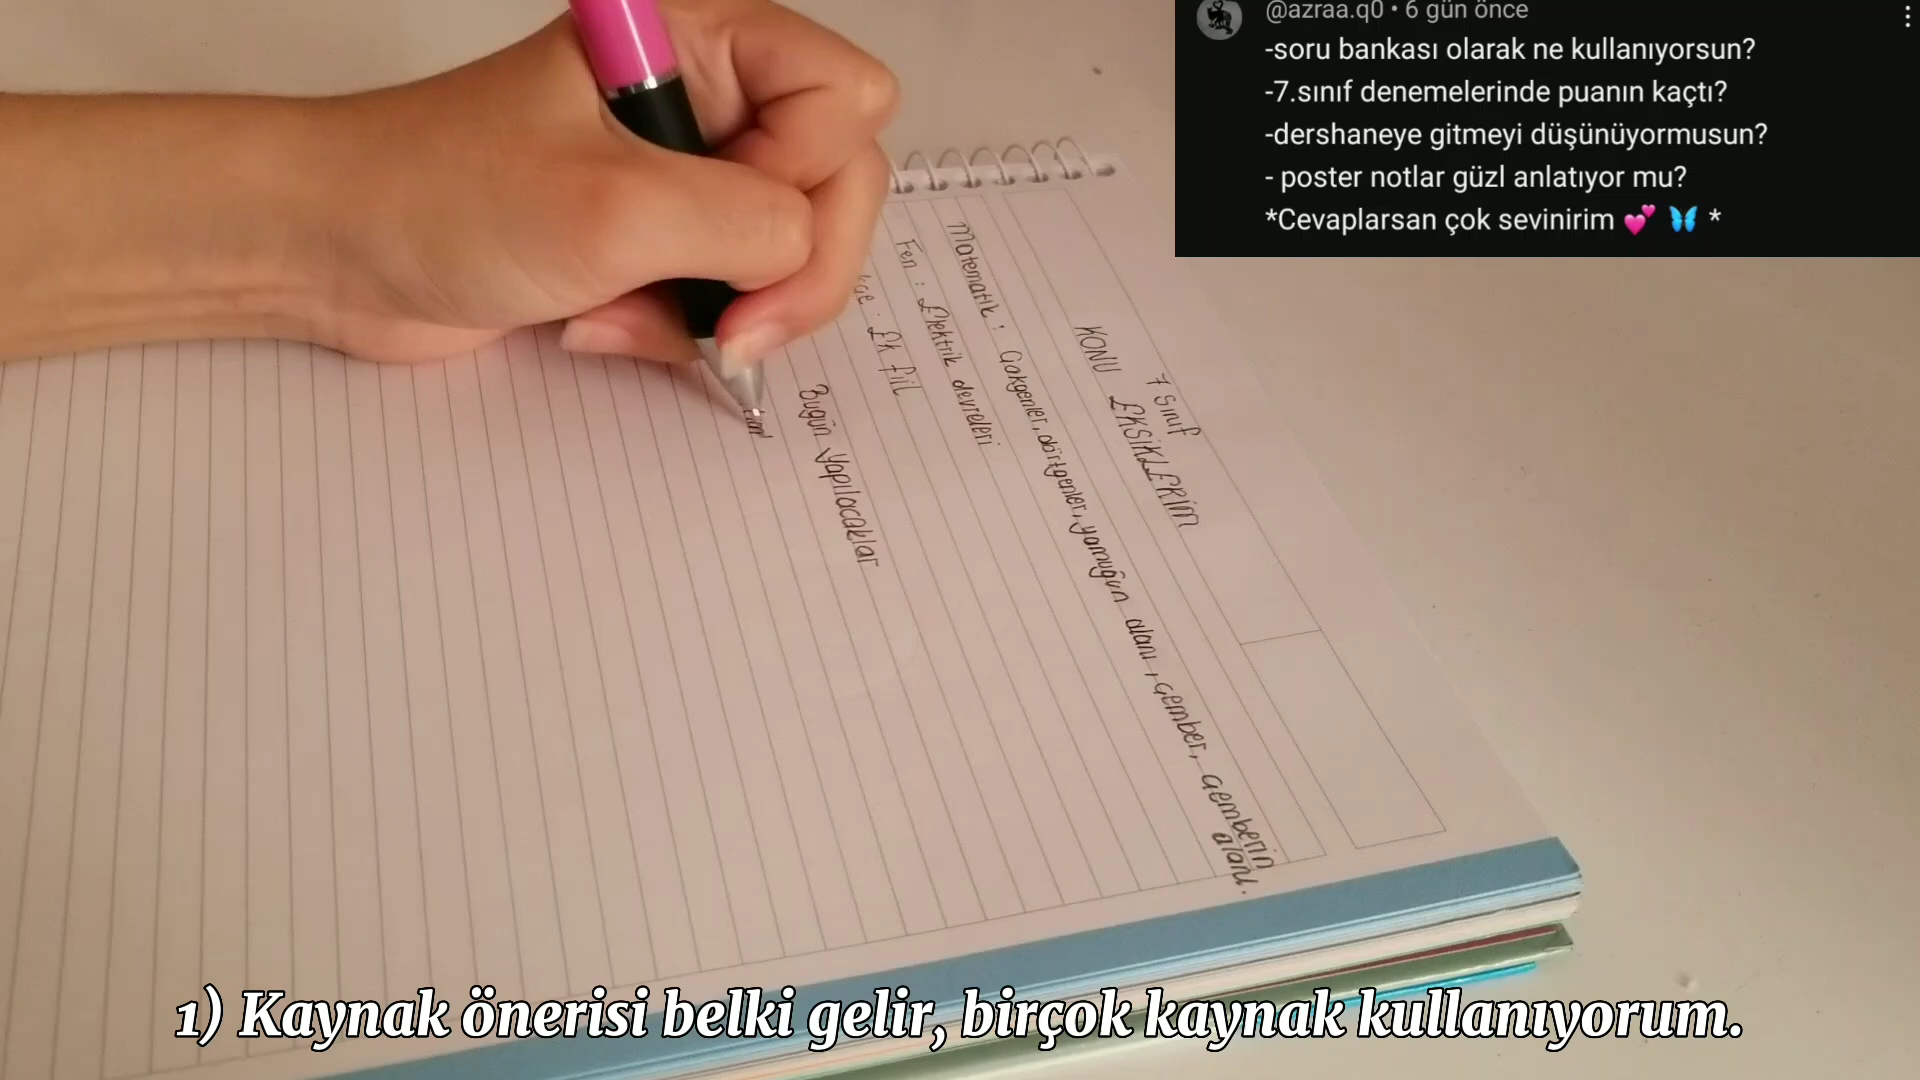 @azraa.q0 • 6 gün önce
-soru bankası olarak ne kullanıyorsun?
-7.sınıf denemelerinde puanın kaçtı?
-dershaneye gitmeyi düşünüyormusun?
- poster notlar güzl anlatıyor mu?
*Cevaplarsan çok sevinirim 💕 🦋 *
7 Sınıf
KONU EKSİKLERİM
Matematik : Çokgenler, dörtgenler, yamuğun alanı, çember, çemberin
alanı.
Fen : Elektrik devreleri
Ek fiil
Bugün yapılacaklar
1) Kaynak önerisi belki gelir, birçok kaynak kullanıyorum.